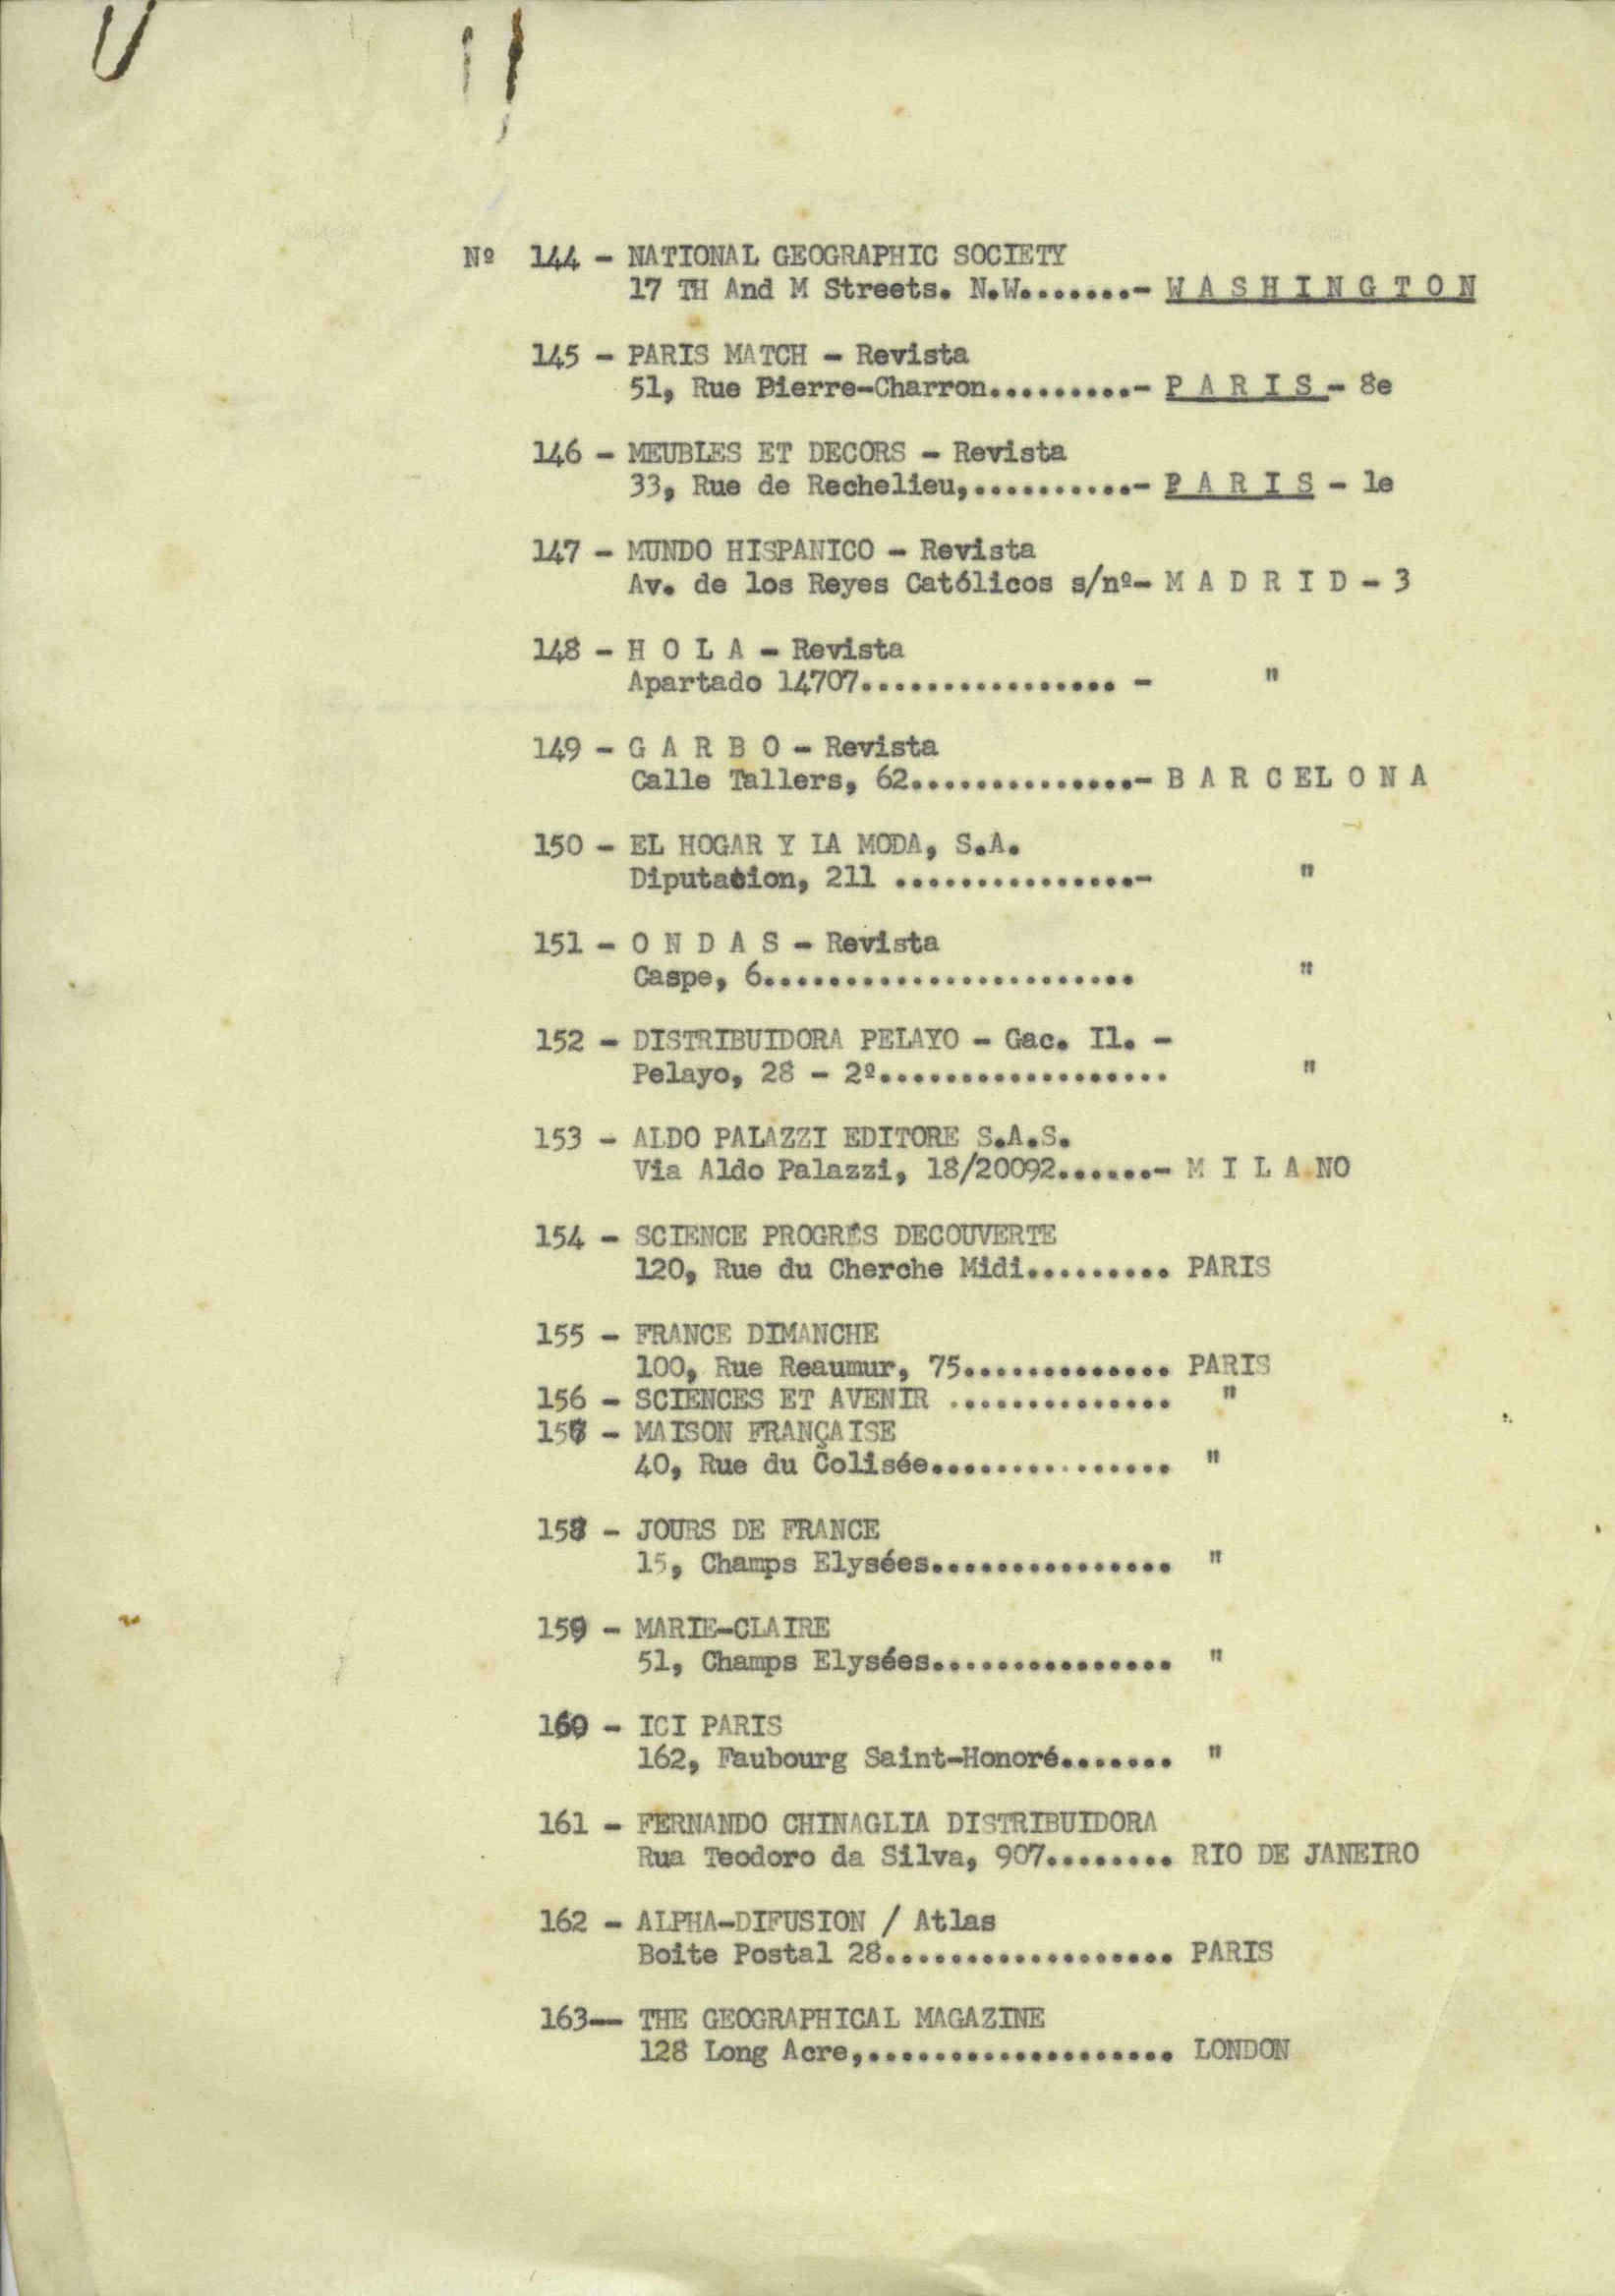 Nº 144 - NATIONAL GEOGRAPHIC SOCIETY
17 TH And M Streets. N.W.......- W A S H I N G T O N
145 - PARIS MATCH - Revista
51, Rue Pierre-Charron.........- P A R I S - 8e
146 - MEUBLES ET DECORS - Revista
33, Rue de Rechelieu,..........- P A R I S - 1e
147 - MUNDO HISPANICO - Revista
Av. de los Reyes Católicos s/nº- M A D R I D - 3
148 - H O L A - Revista
Apartado 14707................ - "
149 - G A R B O - Revista
Calle Tallers, 62..............- B A R C EL O N A
150 - EL HOGAR Y LA MODA, S.A.
Diputacion, 211 ...............- "
151 - O N D A S - Revista
Caspe, 6....................... "
152 - DISTRIBUIDORA PELAYO - Gac. Il. -
Pelayo, 28 - 2º.................. "
153 - ALDO PALAZZI EDITORE S.A.S.
Via Aldo Palazzi, 18/20092......- M I L A NO
154 - SCIENCE PROGRÉS DECOUVERTE
120, Rue du Cherche Midi......... PARIS
155 - FRANCE DIMANCHE
100, Rue Reaumur, 75............. PARIS
156 - SCIENCES ET AVENIR .............. "
157 - MAISON FRANÇAISE
40, Rue du Colisée............... "
158 - JOURS DE FRANCE
15, Champs Elysées............... "
159 - MARIE-CLAIRE
51, Champs Elysées............... "
160 - ICI PARIS
162, Faubourg Saint-Honoré....... "
161 - FERNANDO CHINAGLIA DISTRIBUIDORA
Rua Teodoro da Silva, 907........ RIO DE JANEIRO
162 - ALPHA-DIFUSION / Atlas
Boite Postal 28.................. PARIS
163-- THE GEOGRAPHICAL MAGAZINE
128 Long Acre,................... LONDON